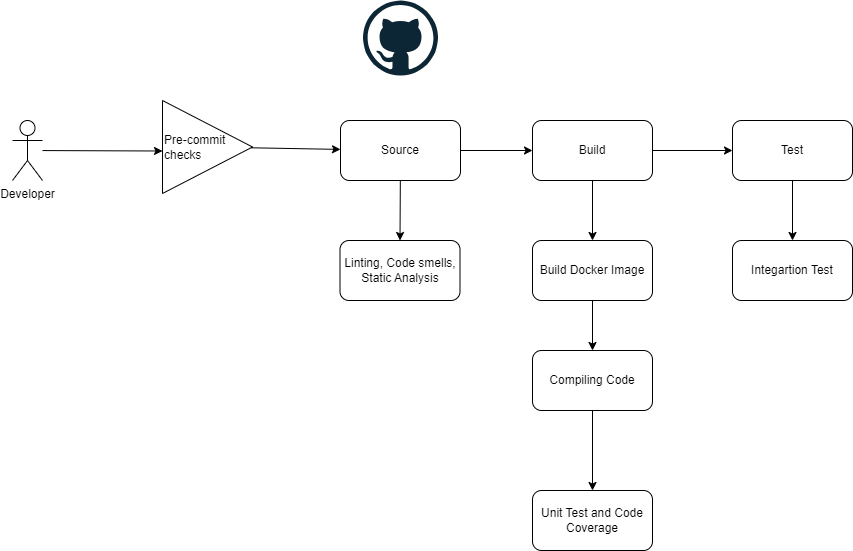 Developer
Pre-commit
checks
Source
Build
Test
Linting, Code smells,
Static Analysis
Build Docker Image
Integartion Test
Compiling Code
Unit Test and Code
Coverage